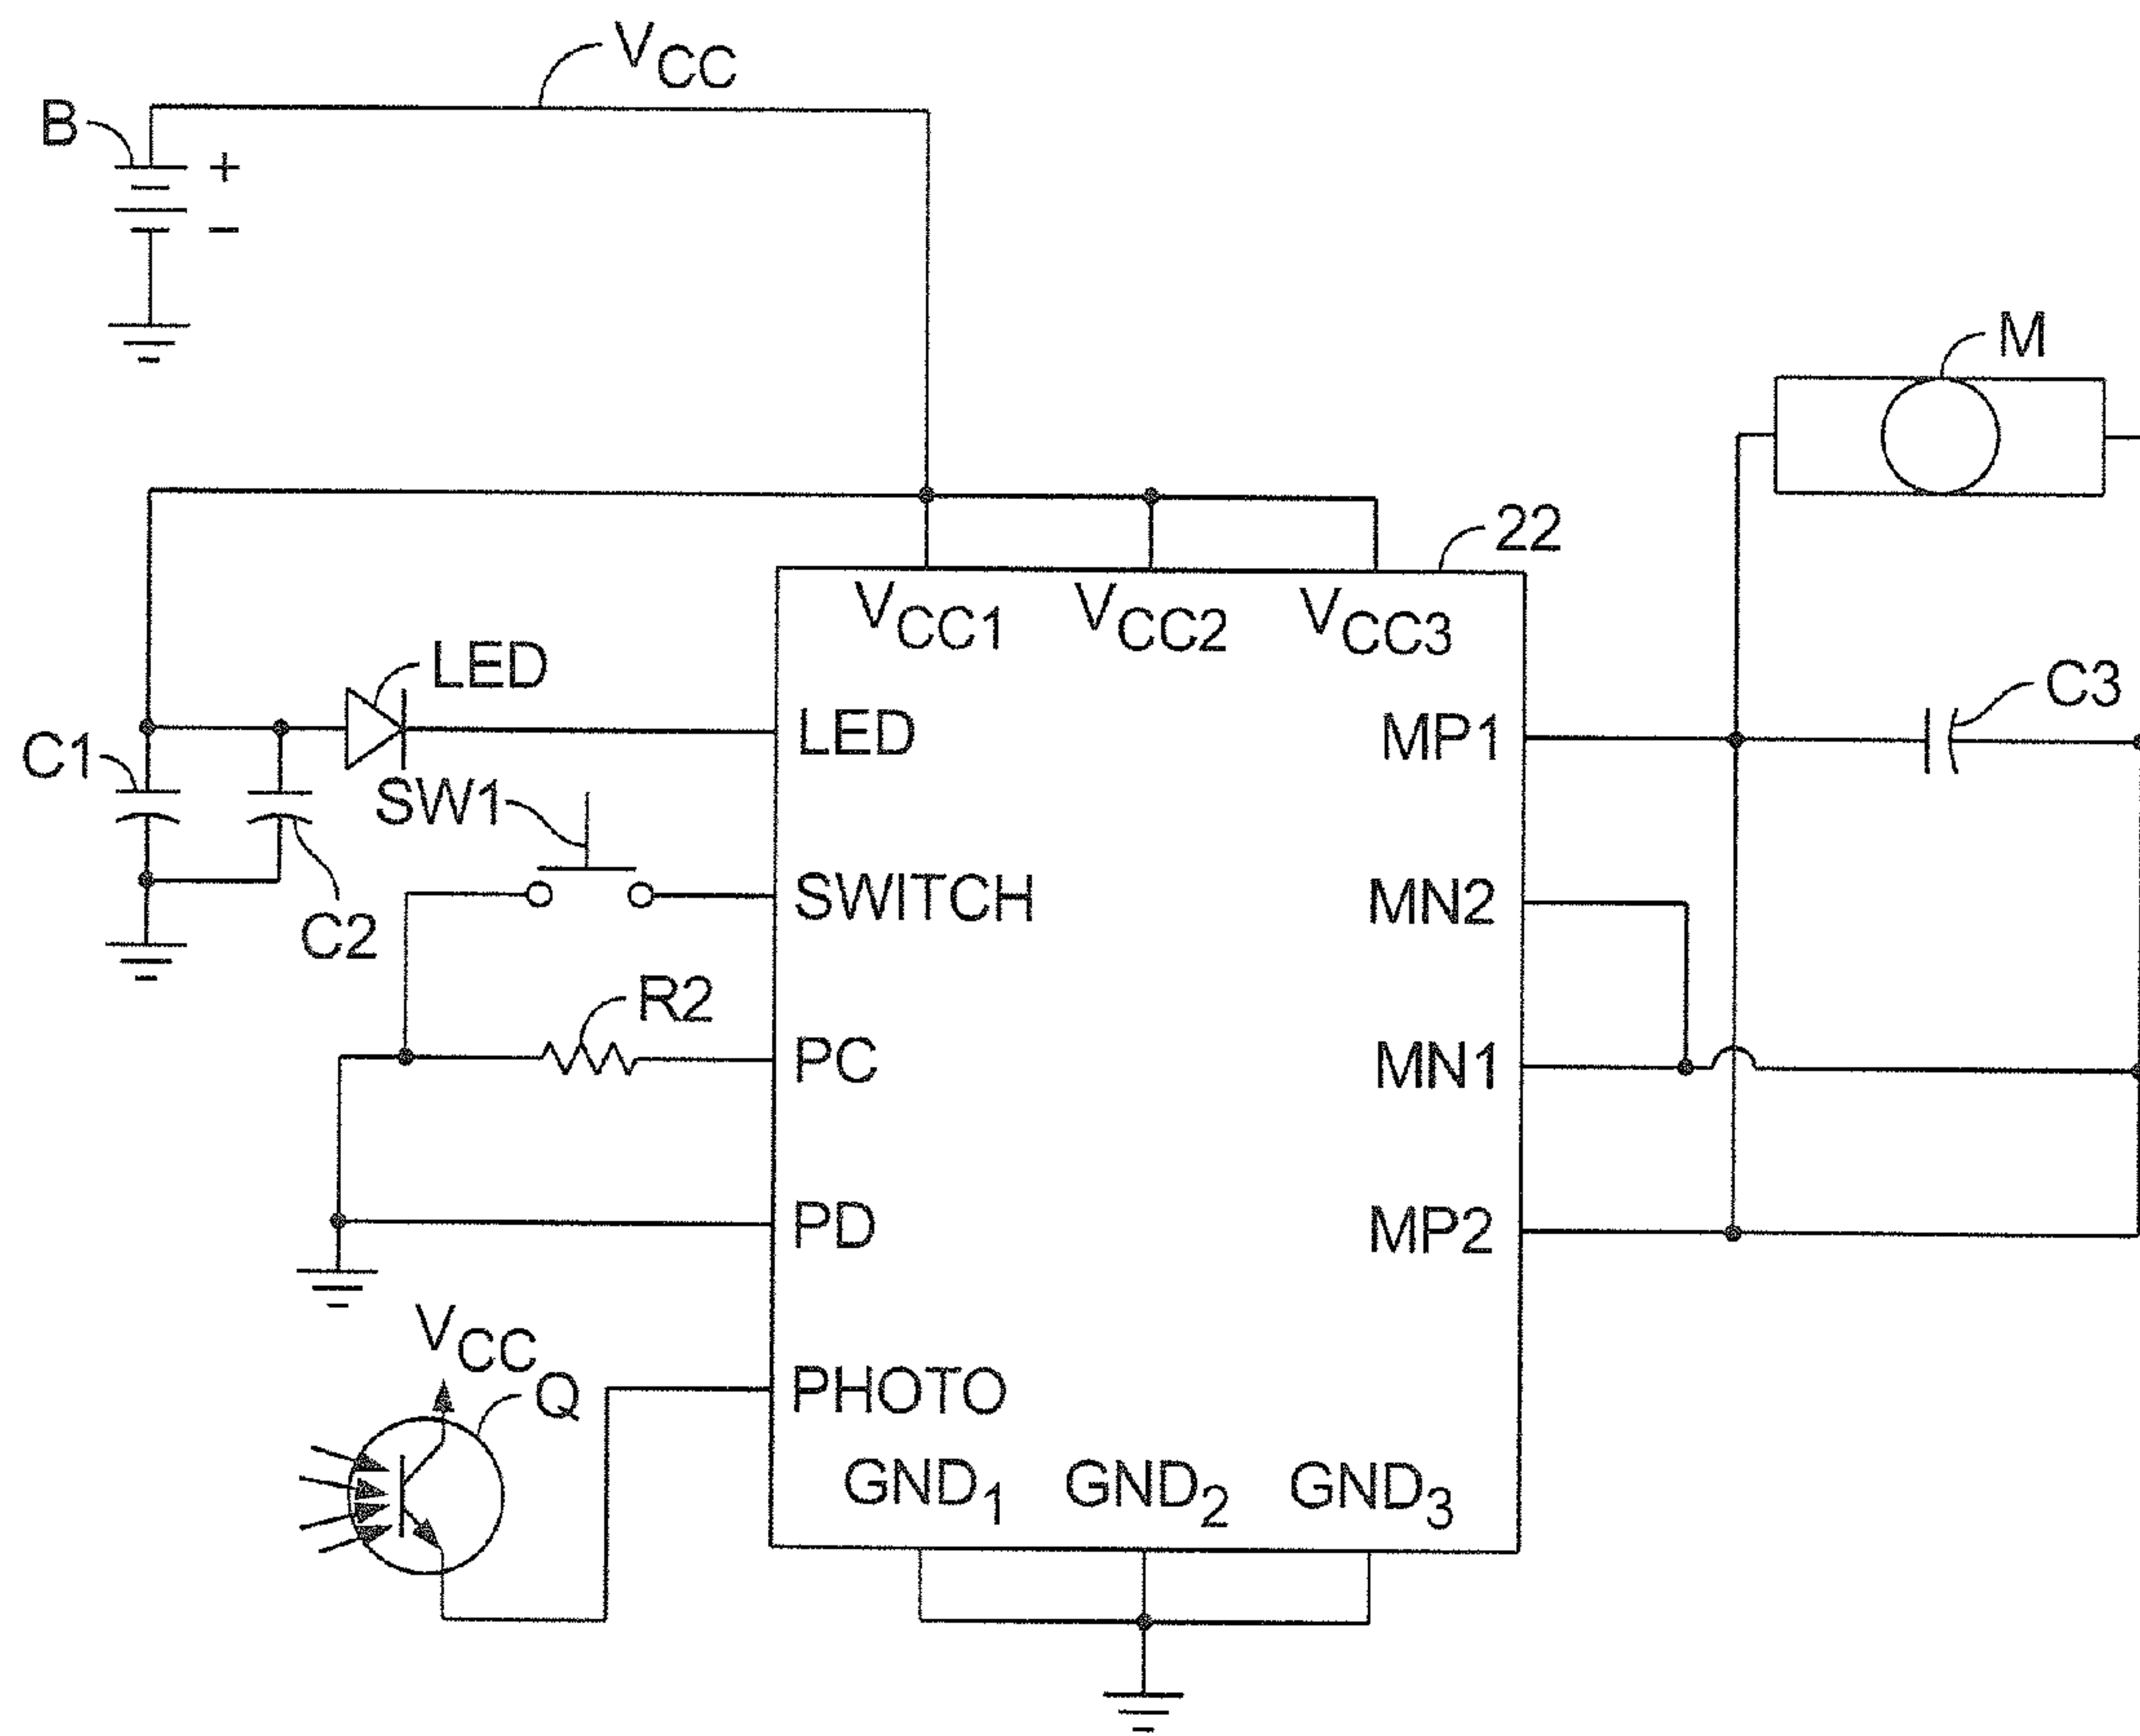 VCC
B
+
−
M
22
VCC1 VCC2 VCC3
LED
C3
LED
MP1
C1
SW1
SWITCH
MN2
C2
R2
PC
MN1
PD
MP2
VCC
Q
PHOTO
GND1 GND2 GND3